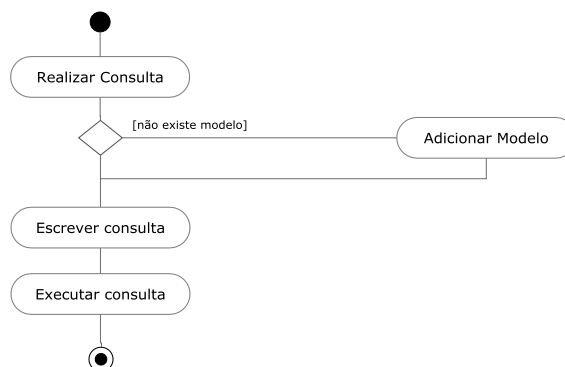 Realizar Consulta
[não existe modelo]
Adicionar Modelo
Escrever consulta
Executar consulta